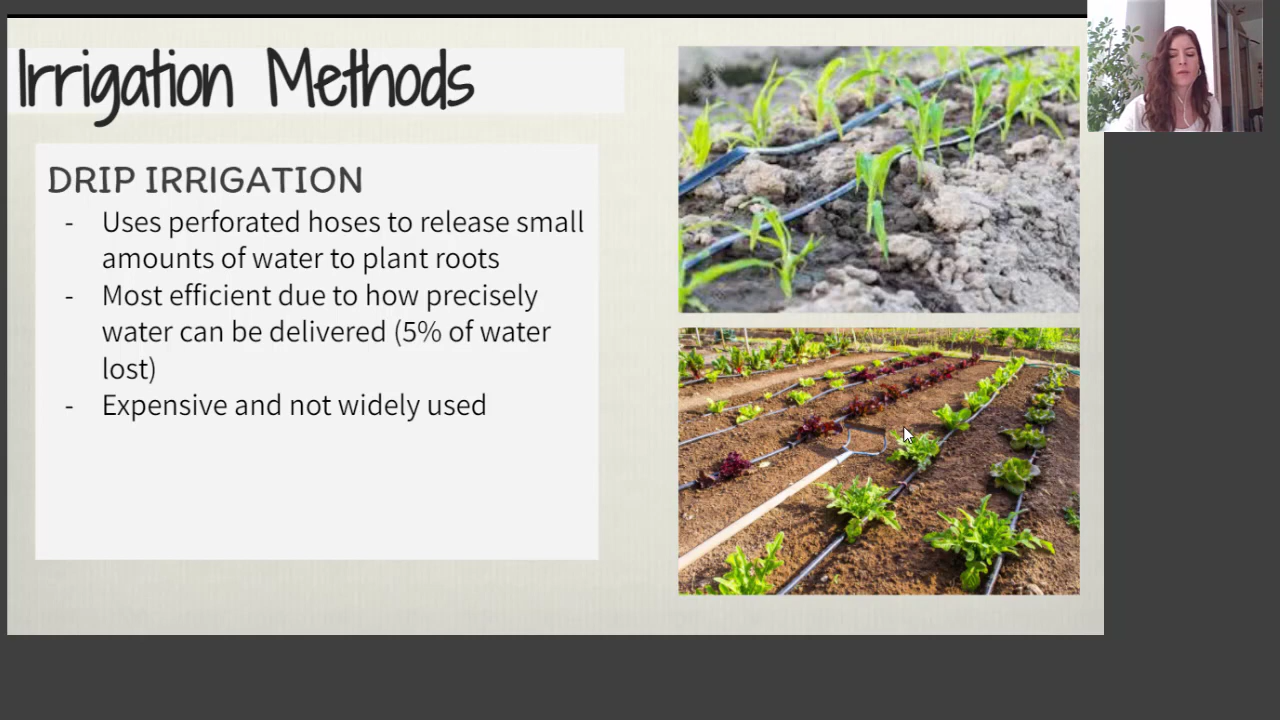 Irrigation Methods
DRIP IRRIGATION
- Uses perforated hoses to release small
amounts of water to plant roots
- Most efficient due to how precisely
water can be delivered (5% of water
lost)
- Expensive and not widely used